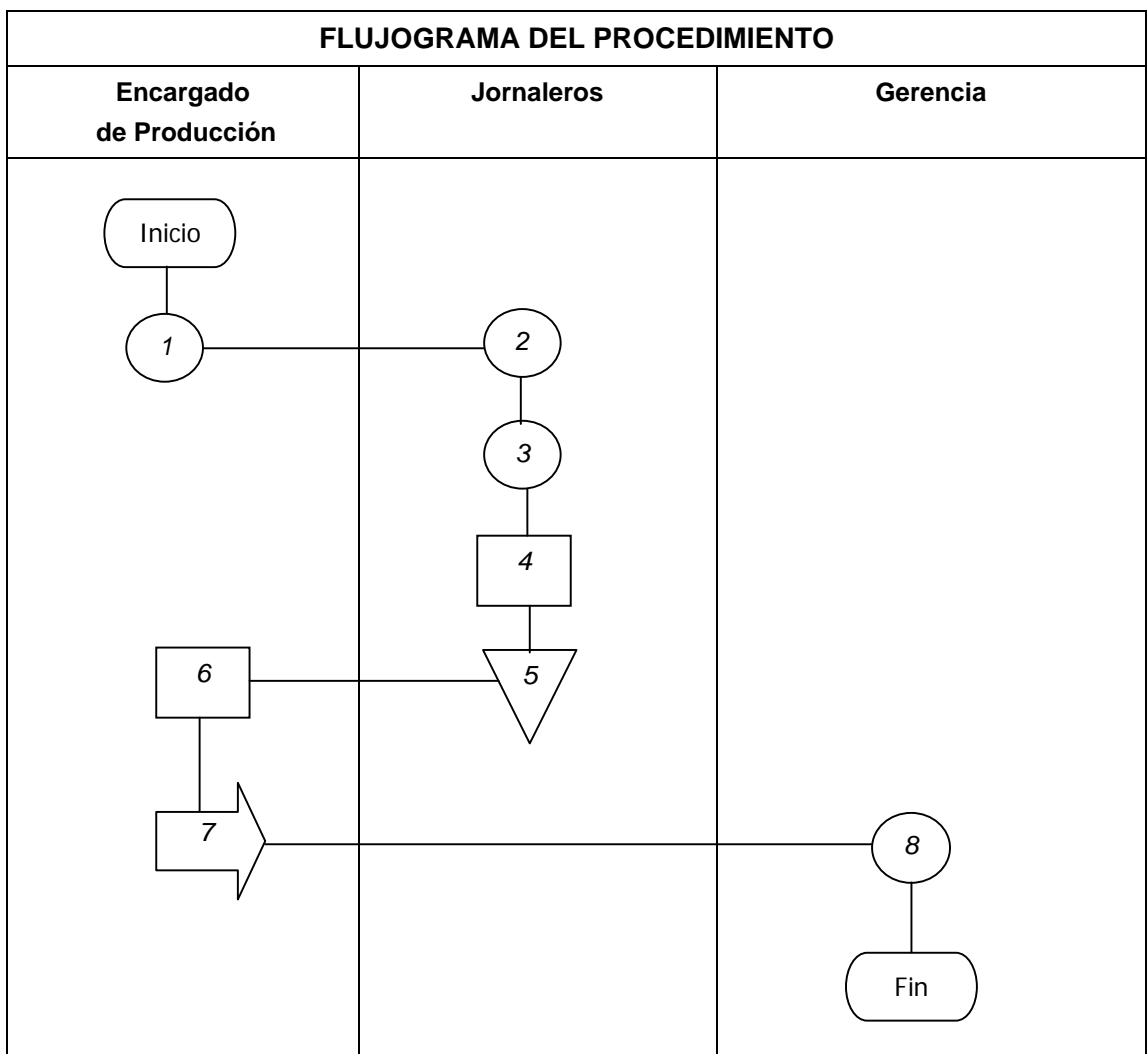 FLUJOGRAMA DEL PROCEDIMIENTO
Encargado
de Producción
Jornaleros
Gerencia
Inicio
1
2
3
4
5
6
7
8
Fin